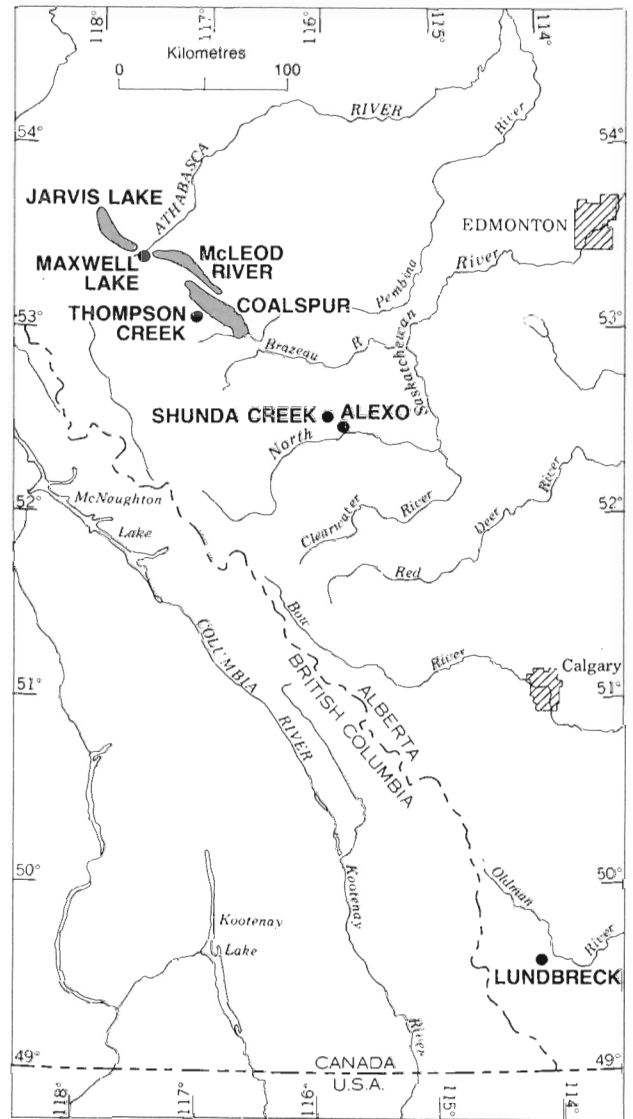 118°
117°
116°
115°
114°
Kilometres
0 100
RIVER
River
54°
54°
ATHABASCA
JARVIS LAKE
EDMONTON
McLEOD
RIVER
MAXWELL
LAKE
River
Pembina
COALSPUR
THOMPSON
CREEK
53°
53°
Brazeau R
Saskatchewan
SHUNDA CREEK
ALEXO
North
River
52°
52°
McNaughton
Lake
Clearwater River
Deer
Red
Bow
River
Calgary
COLUMBIA
RIVER
51°
51°
ALBERTA
BRITISH COLUMBIA
50°
50°
Oldman
River
Kootenay
River
Kootenay
Lake
LUNDBRECK
49°
49°
CANADA
U.S.A.
118°
117°
116°
115°
114°